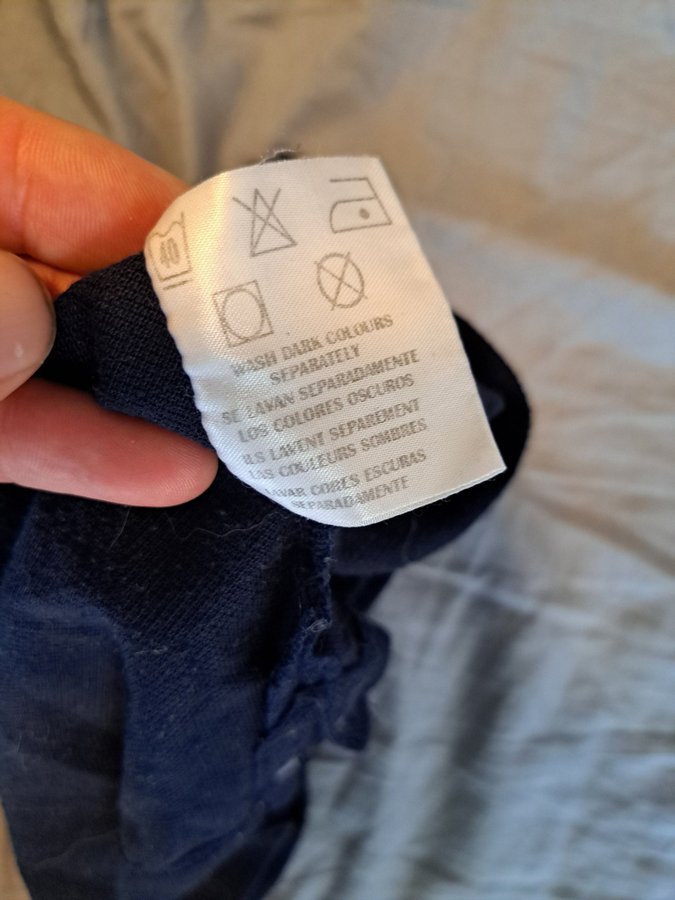 40
WASH DARK COLOURS
SEPARATELY
SE LAVAN SEPARADAMENTE
LOS COLORES OSCUROS
ILS LAVENT SEPAREMENT
LAS COULEURS SOMBRES
LAVAR CORES ESCURAS
SEPARADAMENTE